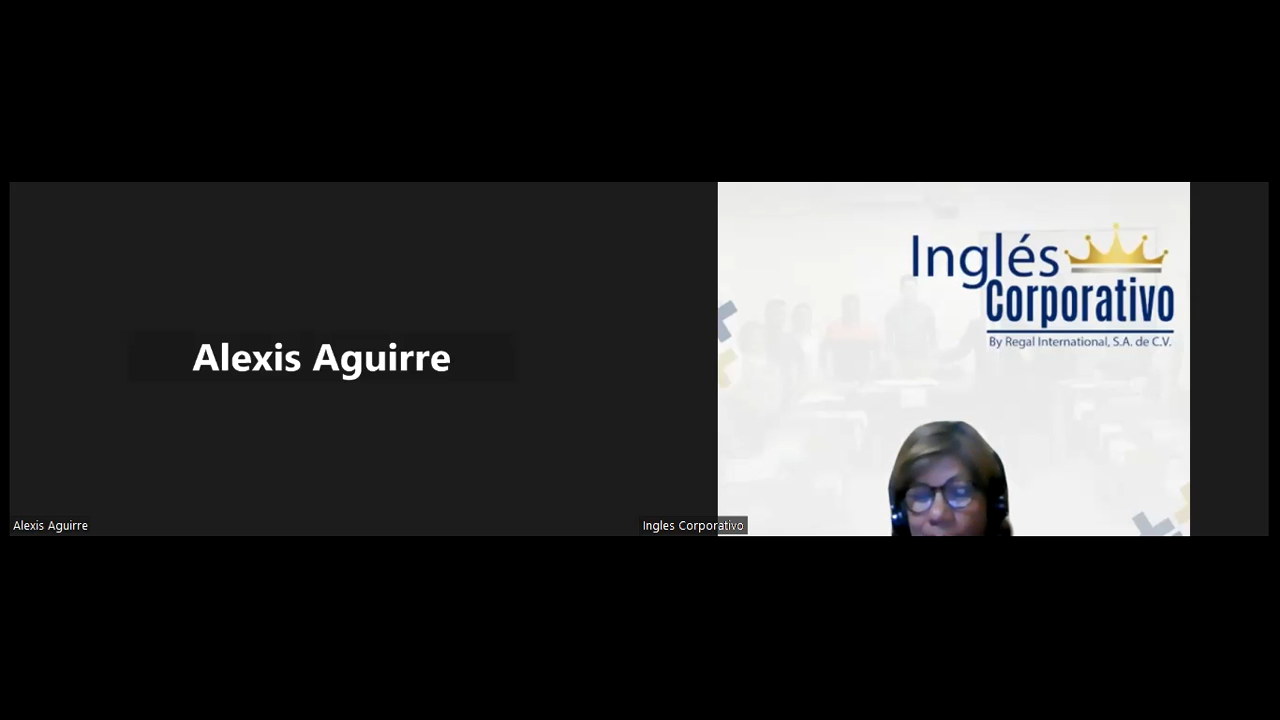 Alexis Aguirre
Inglés
Corporativo
By Regal International, S.A. de C.V.
Alexis Aguirre
Ingles Corporativo